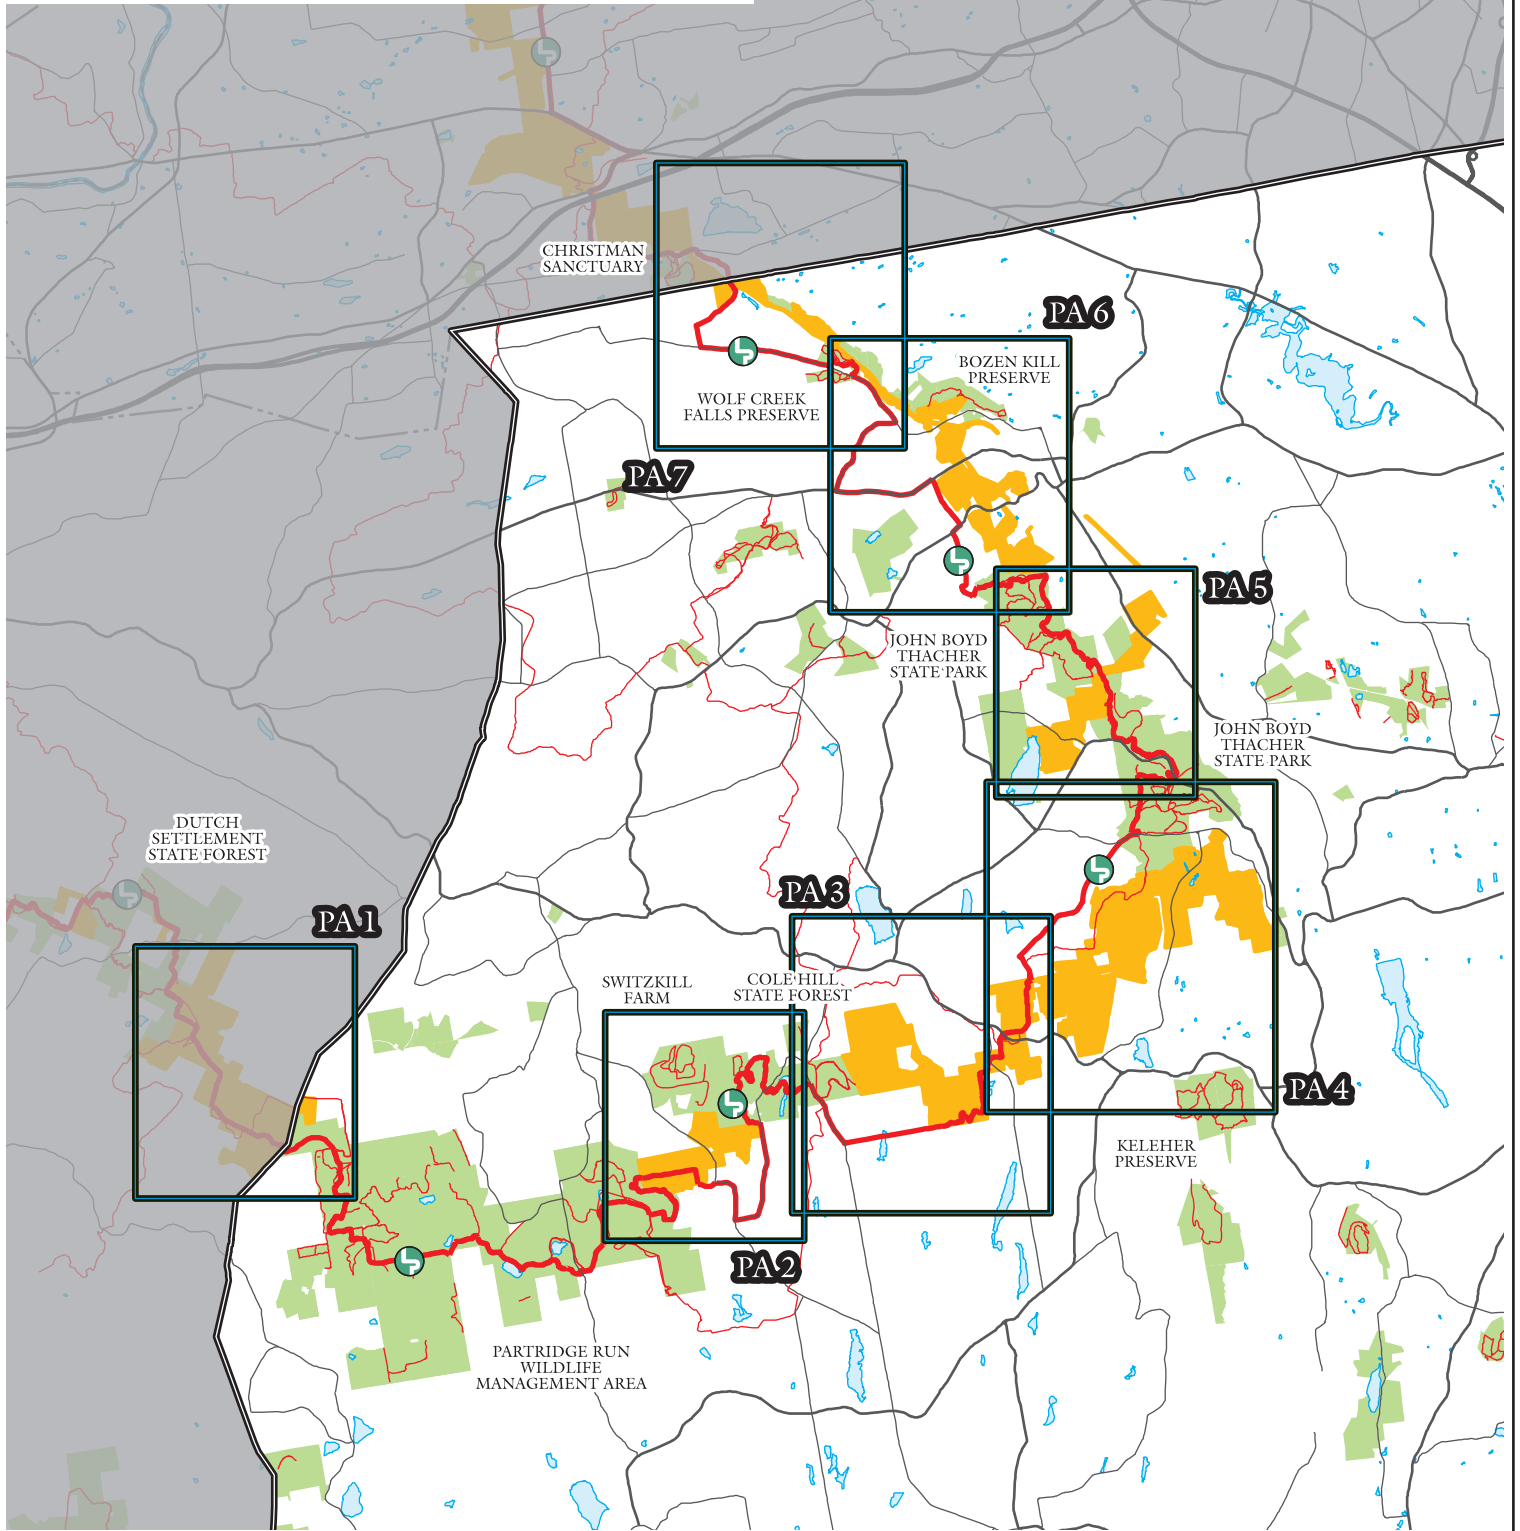 CHRISTMAN
SANCTUARY
PA 6
BOZEN KILL
PRESERVE
WOLF CREEK
FALLS PRESERVE
PA 7
PA 5
JOHN BOYD
THACHER
STATE PARK
JOHN BOYD
THACHER
STATE PARK
DUTCH
SETTLEMENT
STATE FOREST
PA 3
PA 1
SWITZKILL
FARM
COLE HILL
STATE FOREST
PA 4
KELEHER
PRESERVE
PA 2
PARTRIDGE RUN
WILDLIFE
MANAGEMENT AREA